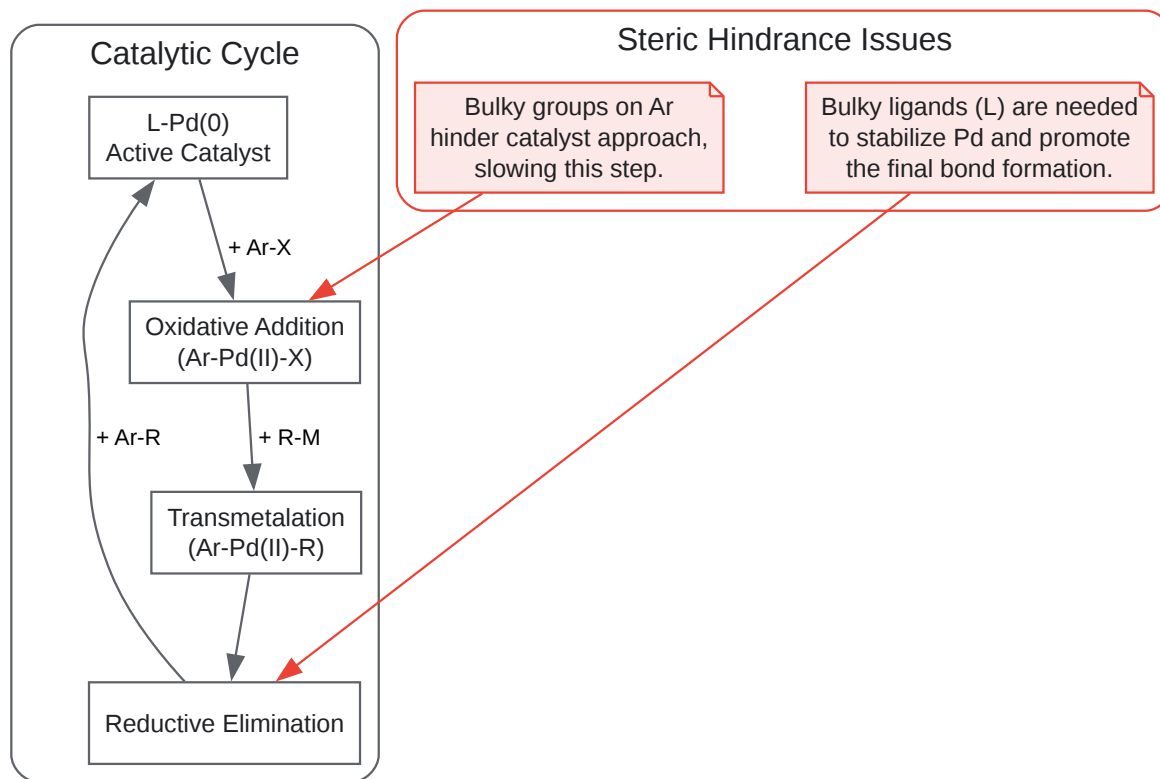 Catalytic Cycle
L-Pd(0)
Active Catalyst
+ Ar-X
Oxidative Addition
(Ar-Pd(II)-X)
+ Ar-R
+ R-M
Transmetalation
(Ar-Pd(II)-R)
Reductive Elimination
Steric Hindrance Issues
Bulky groups on Ar
hinder catalyst approach,
slowing this step.
Bulky ligands (L) are needed
to stabilize Pd and promote
the final bond formation.